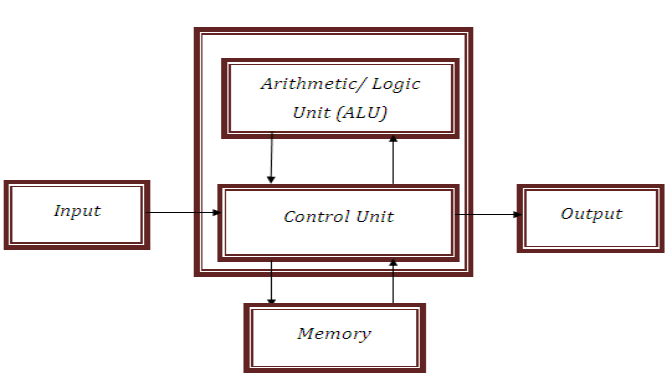 Arithmetic/ Logic
Unit (ALU)
Input
Control Unit
Output
Memory